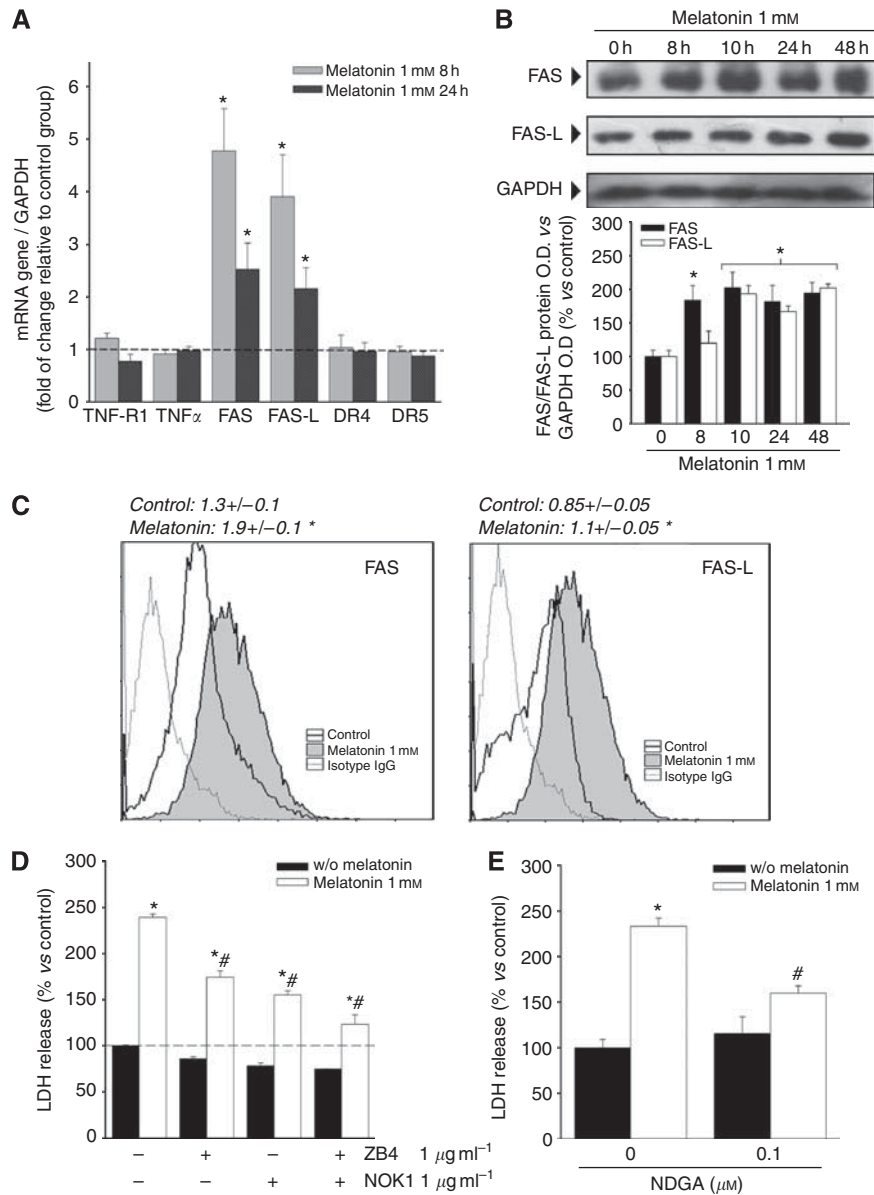 A
mRNA gene / GAPDH
(fold of change relative to control group)
6
5
4
3
2
1
0
Melatonin 1 mM 8 h
Melatonin 1 mM 24 h
*
*
*
*
TNF-R1 TNFα FAS FAS-L DR4 DR5
B
Melatonin 1 mM
0 h 8 h 10 h 24 h 48 h
FAS
FAS-L
GAPDH
FAS/FAS-L protein O.D. vs
GAPDH O.D (% vs control)
300
250
200
150
100
50
0
FAS
FAS-L
*
*
0 8 10 24 48
Melatonin 1 mM
C
Control: 1.3+/−0.1
Melatonin: 1.9+/−0.1 *
FAS
Control
Melatonin 1 mM
Isotype IgG
Control: 0.85+/−0.05
Melatonin: 1.1+/−0.05 *
FAS-L
Control
Melatonin 1 mM
Isotype IgG
D
LDH release (% vs control)
300
250
200
150
100
50
0
w/o melatonin
Melatonin 1 mM
*
*#
*#
*#
− + − + ZB4 1 μg ml−1
− − + + NOK1 1 μg ml−1
E
LDH release (% vs control)
300
250
200
150
100
50
0
w/o melatonin
Melatonin 1 mM
*
#
0 0.1
NDGA (μM)